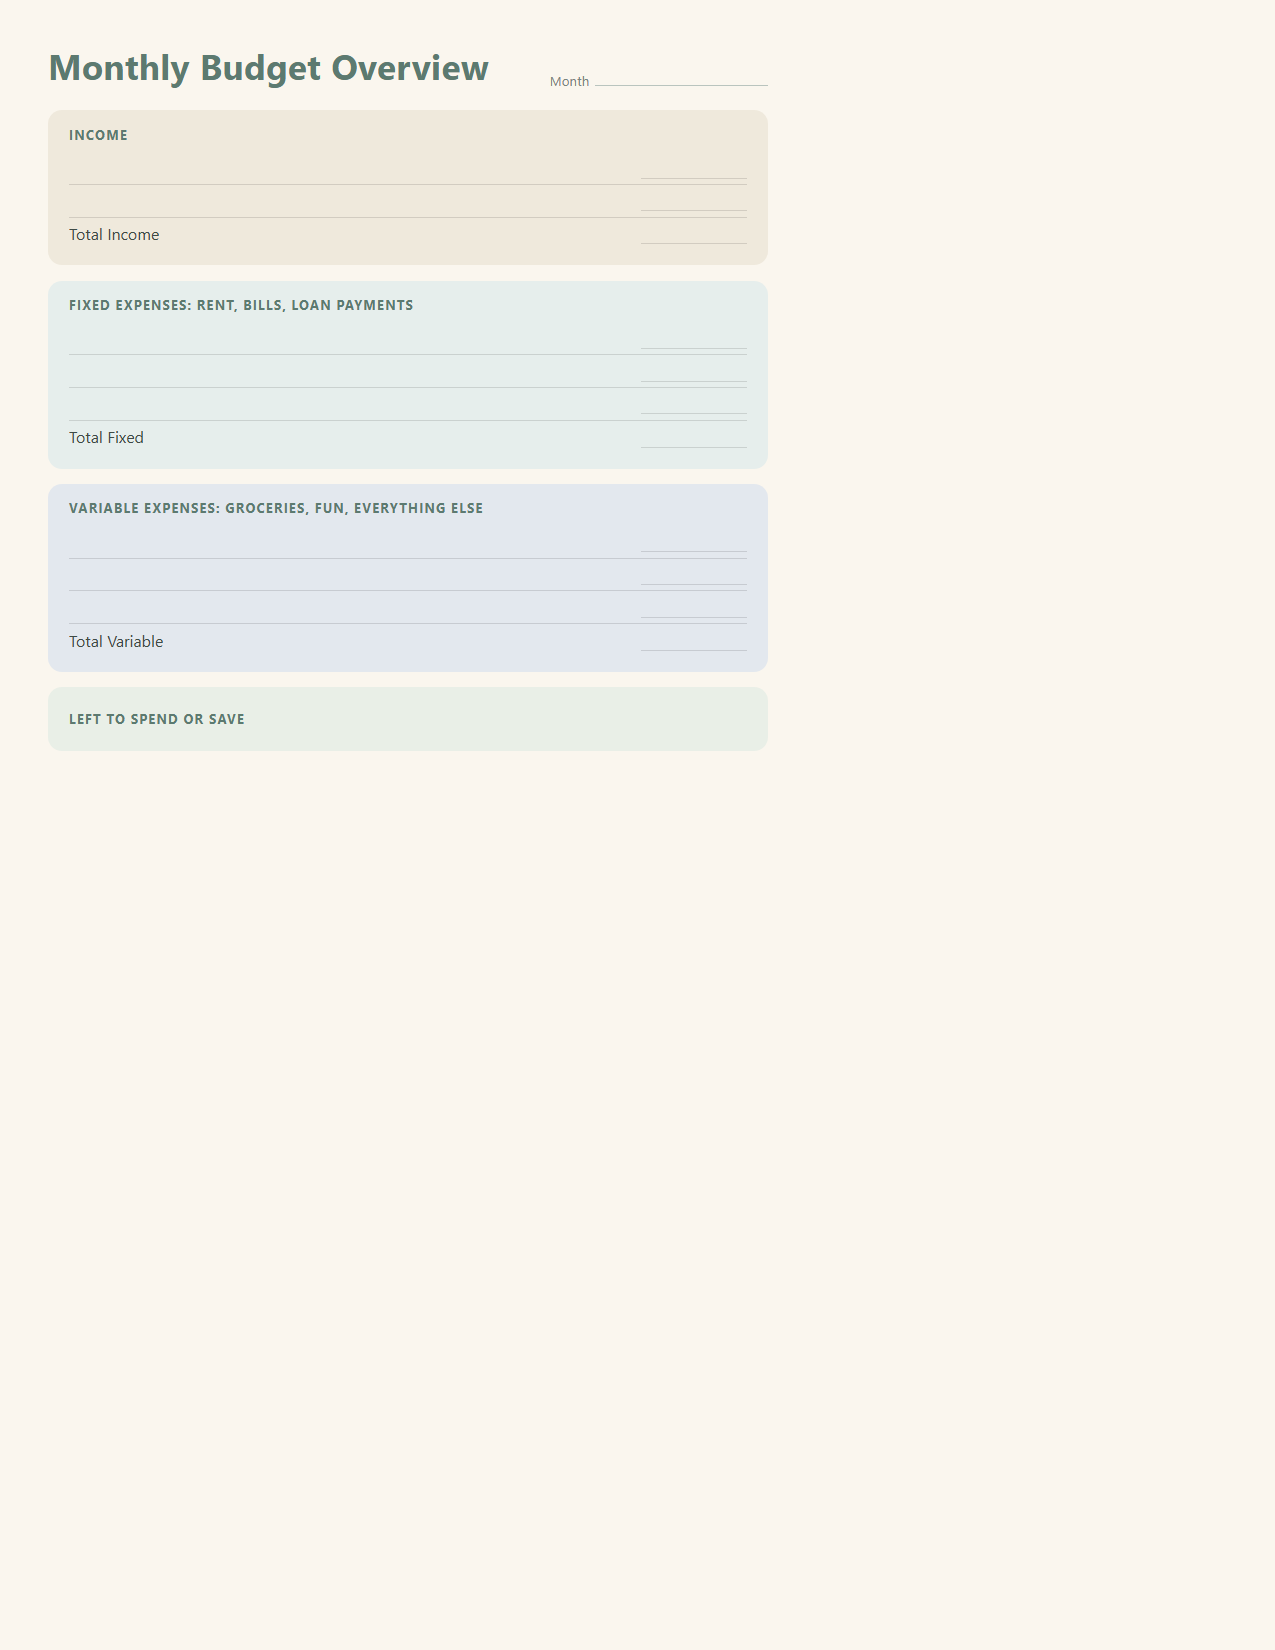 Monthly Budget Overview
Month
INCOME
Total Income
FIXED EXPENSES: RENT, BILLS, LOAN PAYMENTS
Total Fixed
VARIABLE EXPENSES: GROCERIES, FUN, EVERYTHING ELSE
Total Variable
LEFT TO SPEND OR SAVE